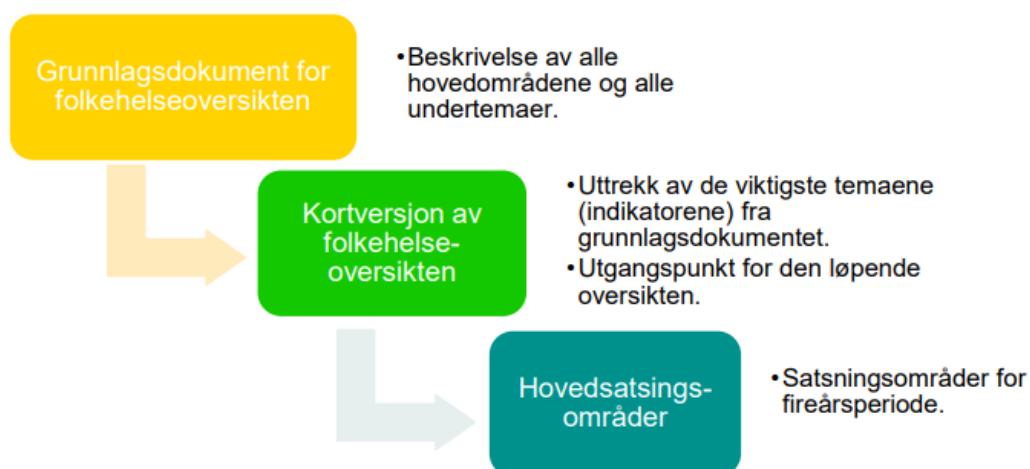 Grunnlagsdokument for
folkehelseoversikten
•Beskrivelse av alle
hovedområdene og alle
undertemaer.
Kortversjon av
folkehelse-
oversikten
•Uttrekk av de viktigste temaene
(indikatorene) fra
grunnlagsdokumentet.
•Utgangspunkt for den løpende
oversikten.
Hovedsatsings-
områder
•Satsningsområder for
fireårsperiode.